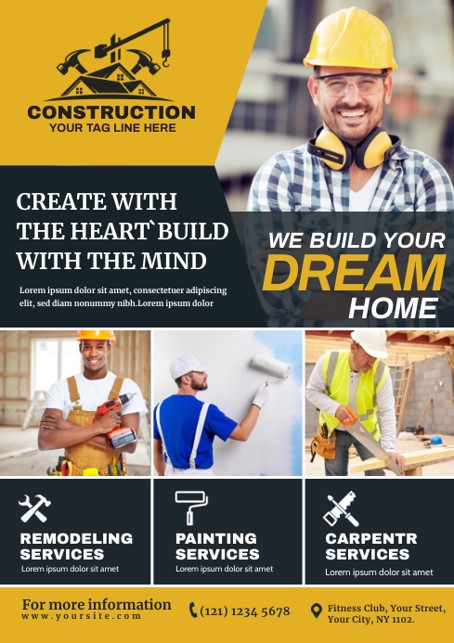 CONSTRUCTION
YOUR TAG LINE HERE
CREATE WITH
THE HEART`BUILD
WITH THE MIND
Lorem ipsum dolor sit amet, consectetuer adipiscing
elit, sed diam nonummy nibh.Lorem ipsum dolor
WE BUILD YOUR
DREAM
HOME
REMODELING
SERVICES
Lorem ipsum dolor sit amet
PAINTING
SERVICES
Lorem ipsum dolor sit amet
CARPENTR
SERVICES
Lorem ipsum dolor sit amet
For more information
www.yoursite.com
(121) 1234 5678
Fitness Club, Your Street,
Your City, NY 1102.